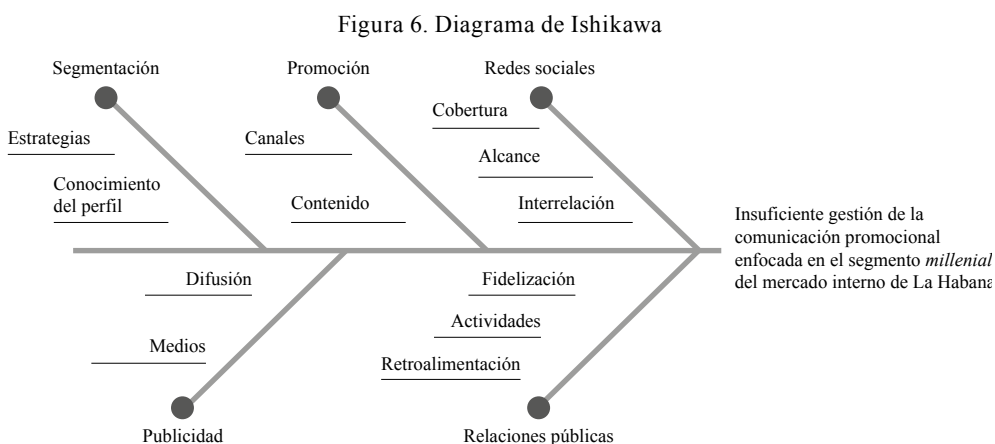 Figura 6. Diagrama de Ishikawa
Segmentación
Promoción
Redes sociales
Estrategias
Conocimiento
del perfil
Canales
Contenido
Cobertura
Alcance
Interrelación
Insuficiente gestión de la
comunicación promocional
enfocada en el segmento millenial
del mercado interno de La Habana
Difusión
Medios
Fidelización
Actividades
Retroalimentación
Publicidad
Relaciones públicas